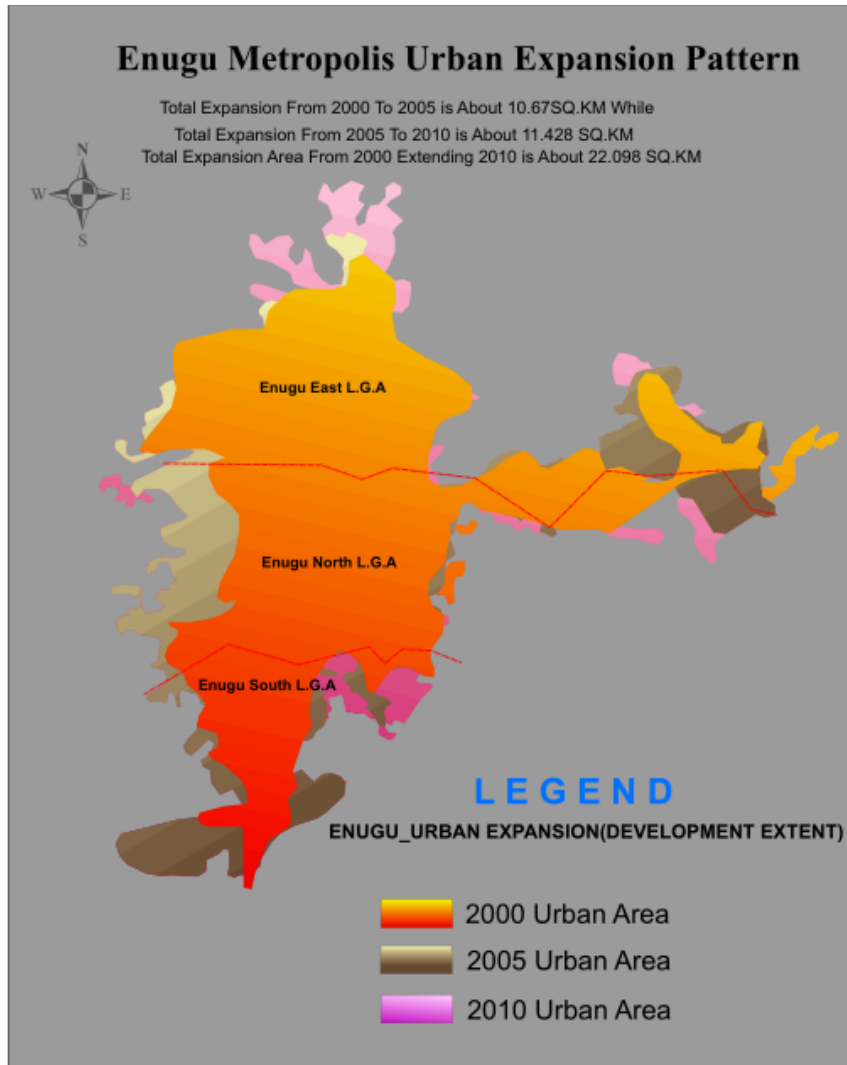 Enugu Metropolis Urban Expansion Pattern
Total Expansion From 2000 To 2005 is About 10.67SQ.KM While
Total Expansion From 2005 To 2010 is About 11.428 SQ.KM
Total Expansion Area From 2000 Extending 2010 is About 22.098 SQ.KM
N
W E
S
Enugu East L.G.A
Enugu North L.G.A
Enugu South L.G.A
LEGEND
ENUGU_URBAN EXPANSION(DEVELOPMENT EXTENT)
2000 Urban Area
2005 Urban Area
2010 Urban Area